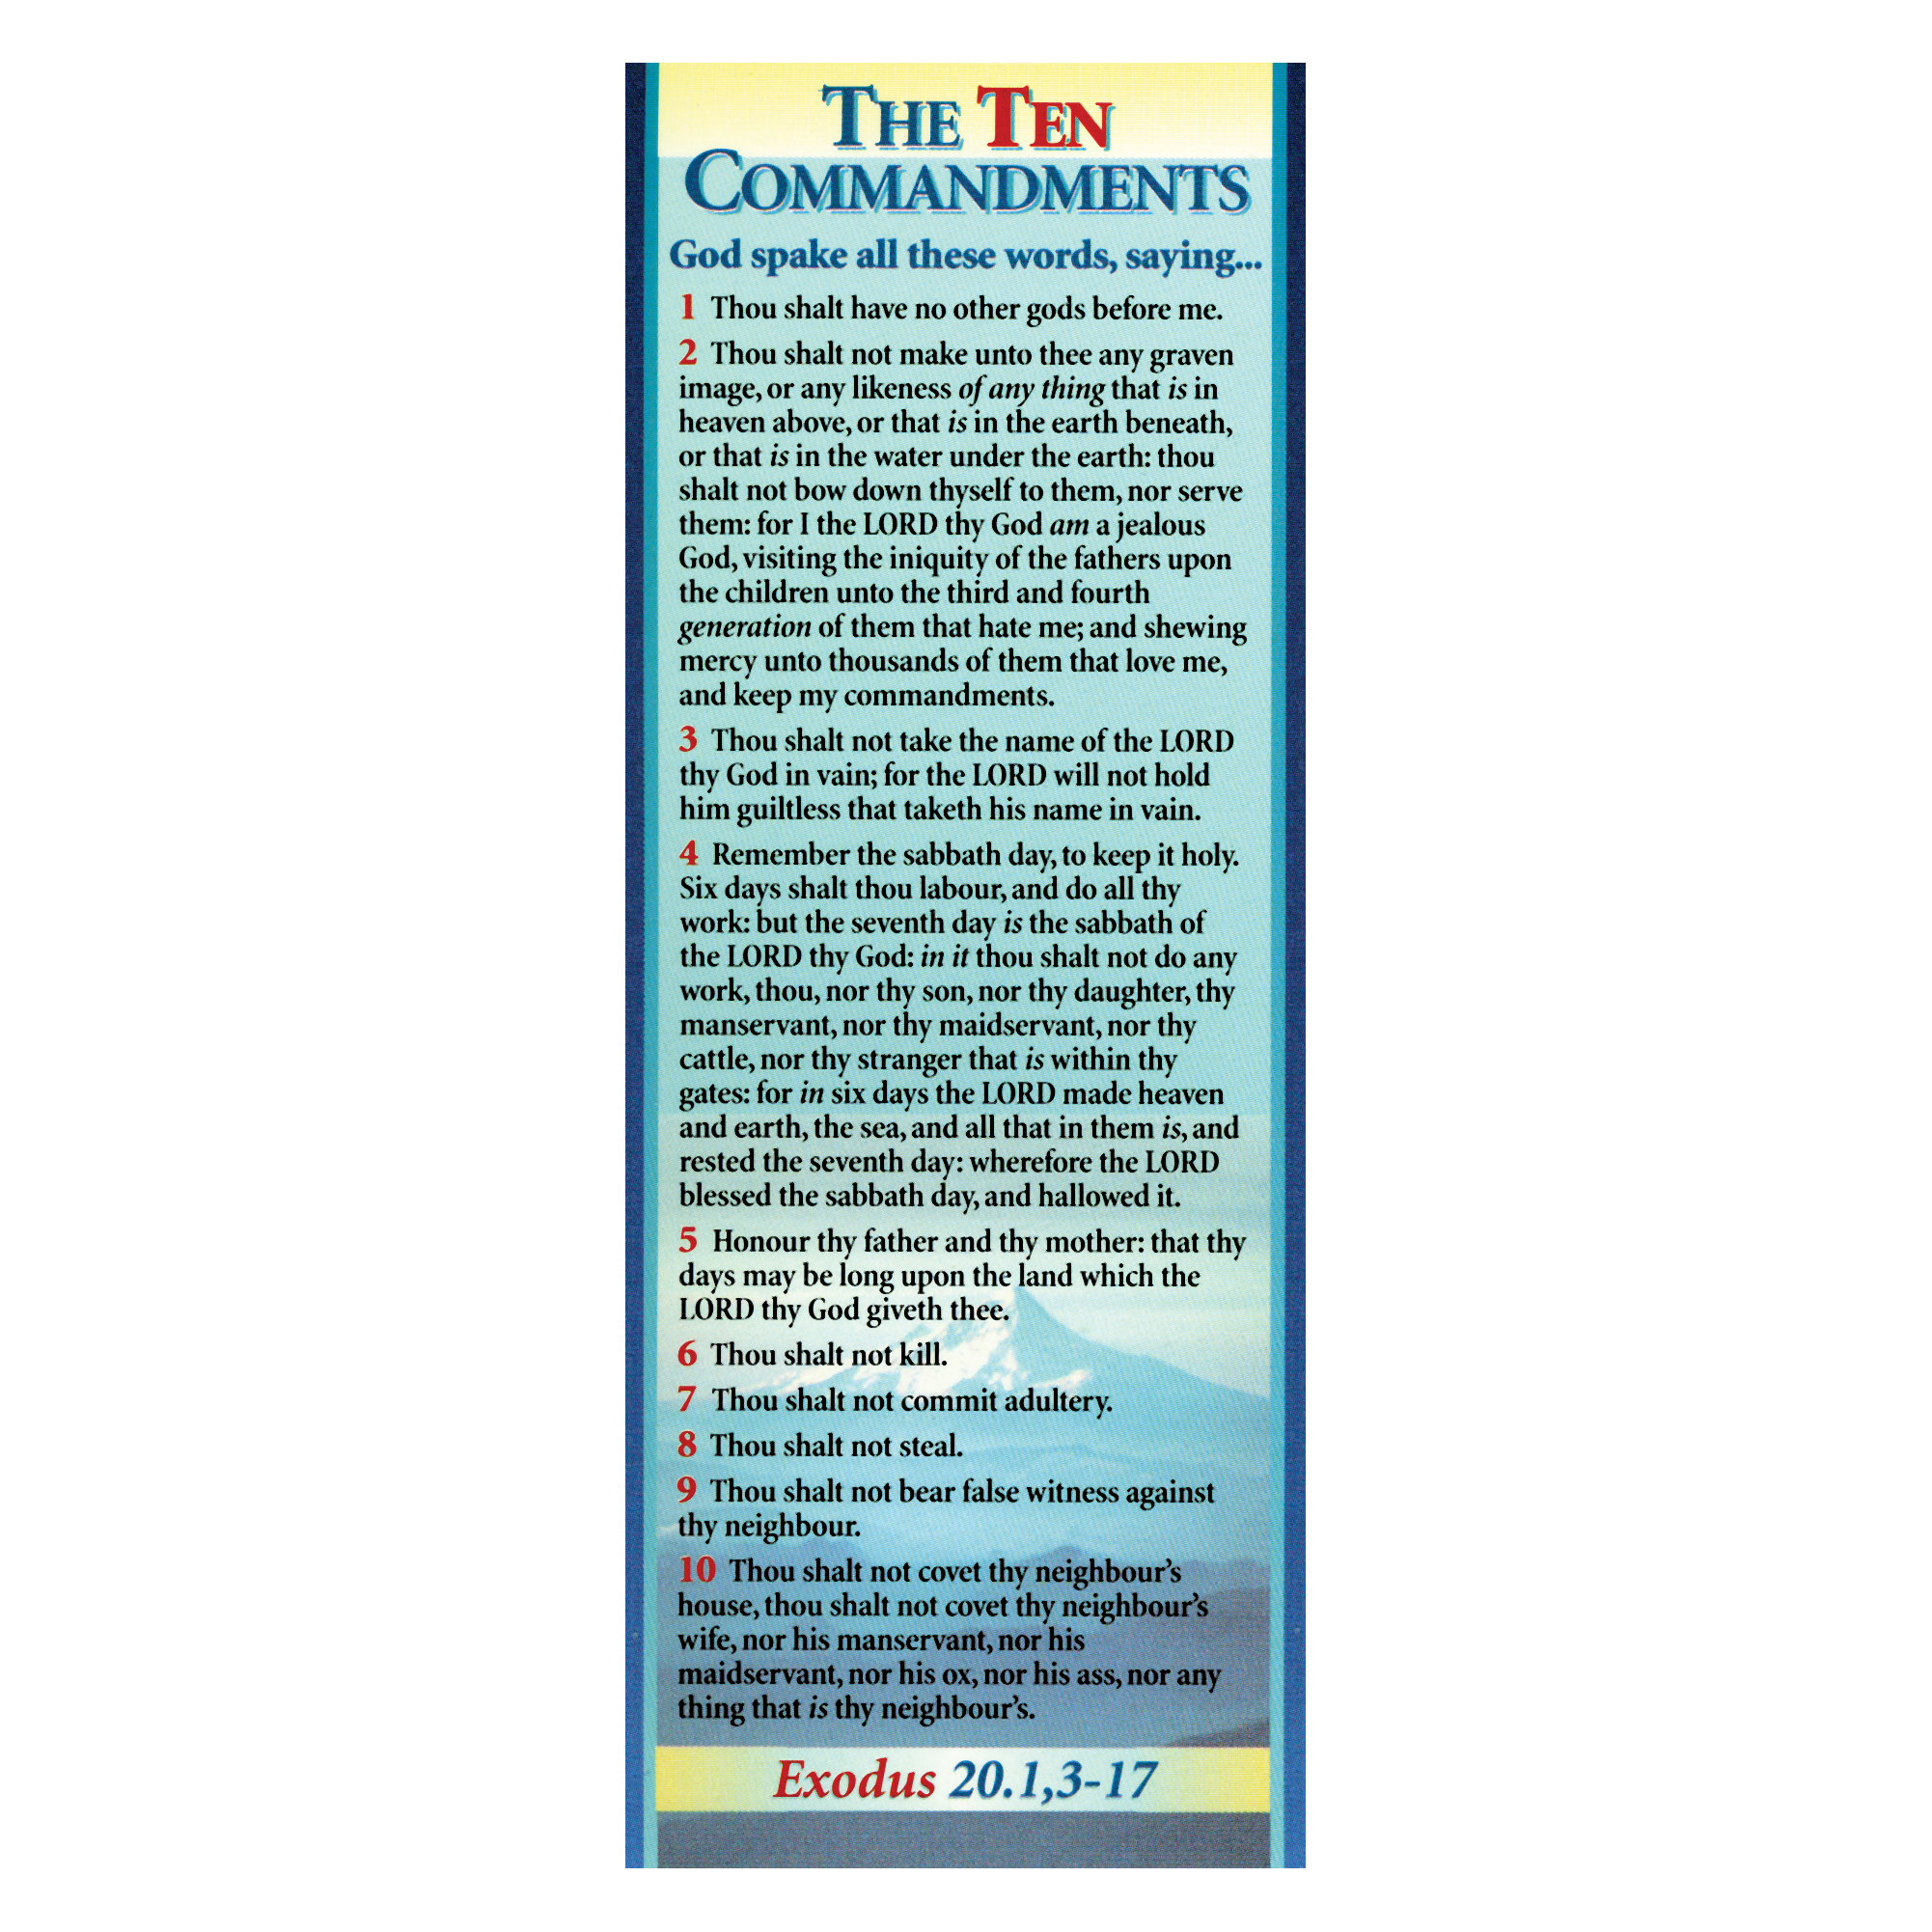 THE TEN
COMMANDMENTS
God spake all these words, saying...
1 Thou shalt have no other gods before me.
2 Thou shalt not make unto thee any graven
image, or any likeness of any thing that is in
heaven above, or that is in the earth beneath,
or that is in the water under the earth: thou
shalt not bow down thyself to them, nor serve
them: for I the LORD thy God am a jealous
God, visiting the iniquity of the fathers upon
the children unto the third and fourth
generation of them that hate me; and shewing
mercy unto thousands of them that love me,
and keep my commandments.
3 Thou shalt not take the name of the LORD
thy God in vain; for the LORD will not hold
him guiltless that taketh his name in vain.
4 Remember the sabbath day, to keep it holy.
Six days shalt thou labour, and do all thy
work: but the seventh day is the sabbath of
the LORD thy God: in it thou shalt not do any
work, thou, nor thy son, nor thy daughter, thy
manservant, nor thy maidservant, nor thy
cattle, nor thy stranger that is within thy
gates: for in six days the LORD made heaven
and earth, the sea, and all that in them is, and
rested the seventh day: wherefore the LORD
blessed the sabbath day, and hallowed it.
5 Honour thy father and thy mother: that thy
days may be long upon the land which the
LORD thy God giveth thee.
6 Thou shalt not kill.
7 Thou shalt not commit adultery.
8 Thou shalt not steal.
9 Thou shalt not bear false witness against
thy neighbour.
10 Thou shalt not covet thy neighbour's
house, thou shalt not covet thy neighbour's
wife, nor his manservant, nor his
maidservant, nor his ox, nor his ass, nor any
thing that is thy neighbour's.
Exodus 20.1,3-17